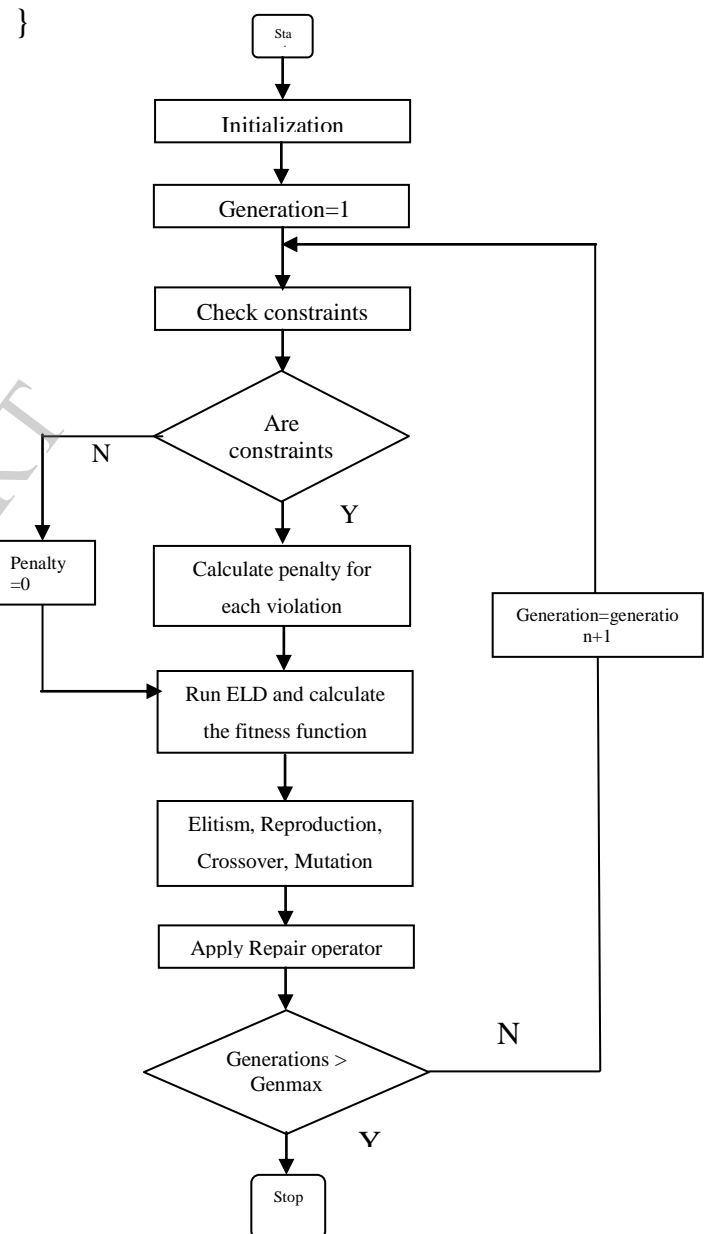 }
Sta
Initialization
Generation=1
Check constraints
Are
constraints
N
Y
Penalty
=0
Calculate penalty for
each violation
Generation=generatio
n+1
Run ELD and calculate
the fitness function
Elitism, Reproduction,
Crossover, Mutation
Apply Repair operator
Generations >
Genmax
N
Y
Stop